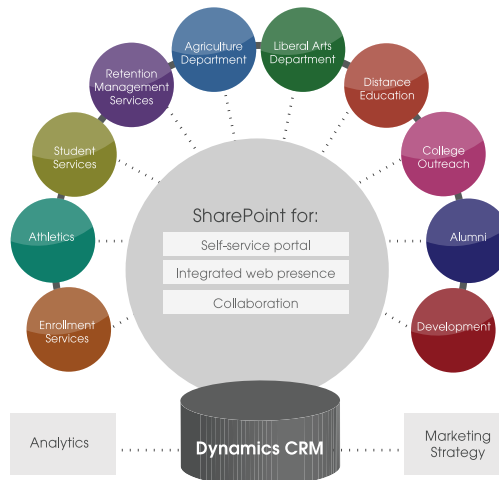 Agriculture
Department
Liberal Arts
Department
Retention
Management
Services
Distance
Education
Student
Services
College
Outreach
Athletics
Alumni
Enrollment
Services
Development
SharePoint for:
Self-service portal
Integrated web presence
Collaboration
Analytics
Dynamics CRM
Marketing
Strategy